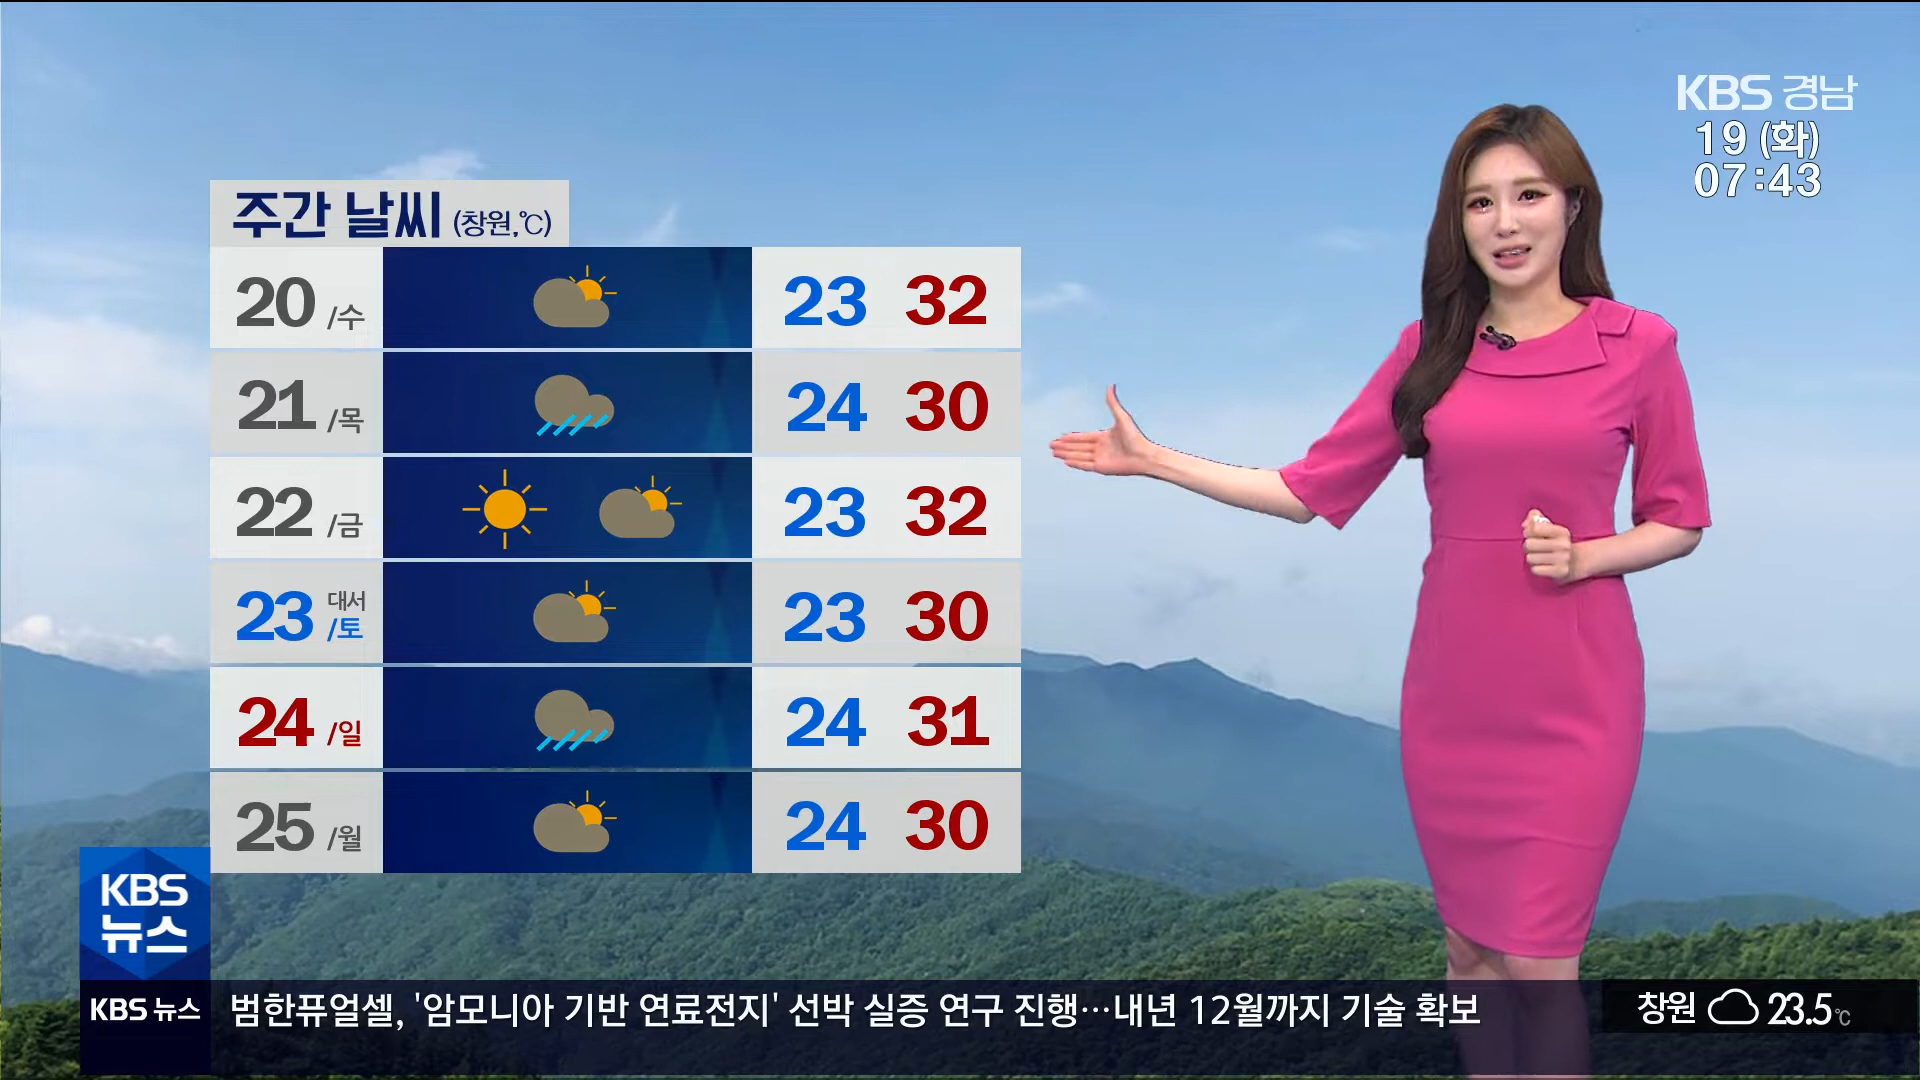 KBS 경남
19 (화)
07:43
주간 날씨 (창원,℃)
20 /수 23 32
21 /목 24 30
22 /금 23 32
23 대서 /토 23 30
24 /일 24 31
25 /월 24 30
KBS
뉴스
KBS 뉴스 범한퓨얼셀, '암모니아 기반 연료전지' 선박 실증 연구 진행…내년 12월까지 기술 확보 창원 23.5℃